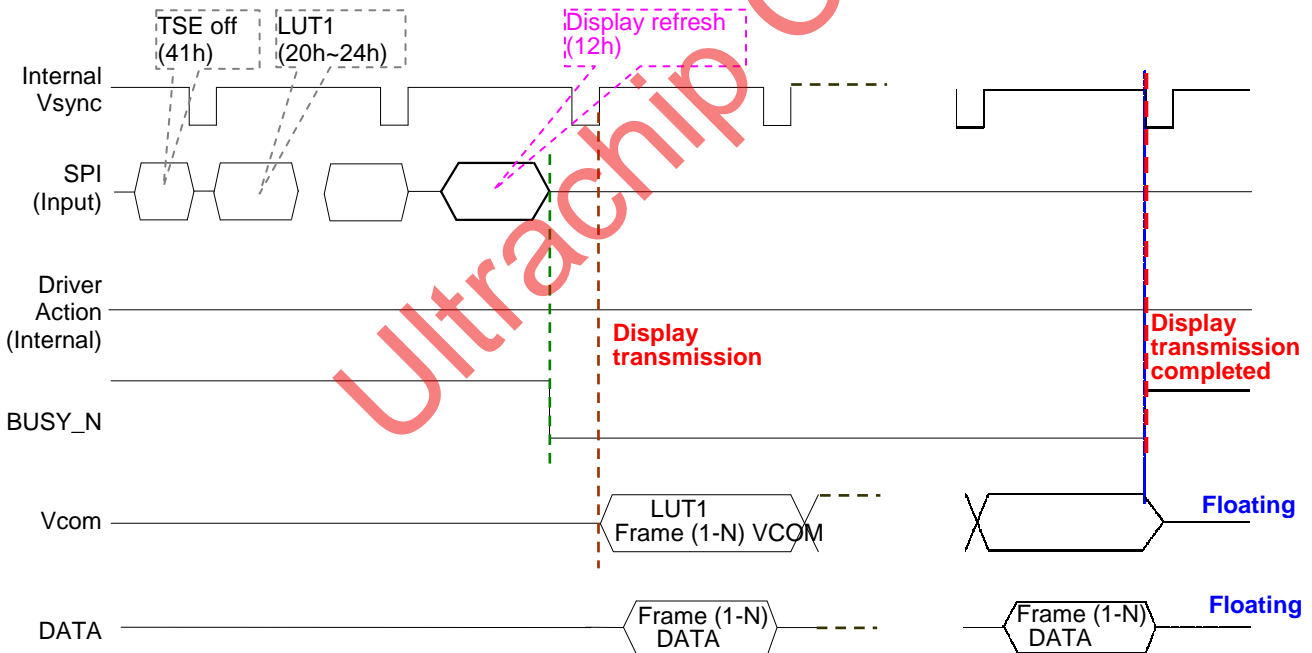 TSE off
(41h)
LUT1
(20h~24h)
Display refresh
(12h)
Internal
Vsync
SPI
(Input)
Driver
Action
(Internal)
Display
transmission
Display
transmission
completed
BUSY_N
Vcom
LUT1
Frame (1-N) VCOM
Floating
DATA
Frame (1-N)
DATA
Frame (1-N)
DATA
Floating
Ultrachip